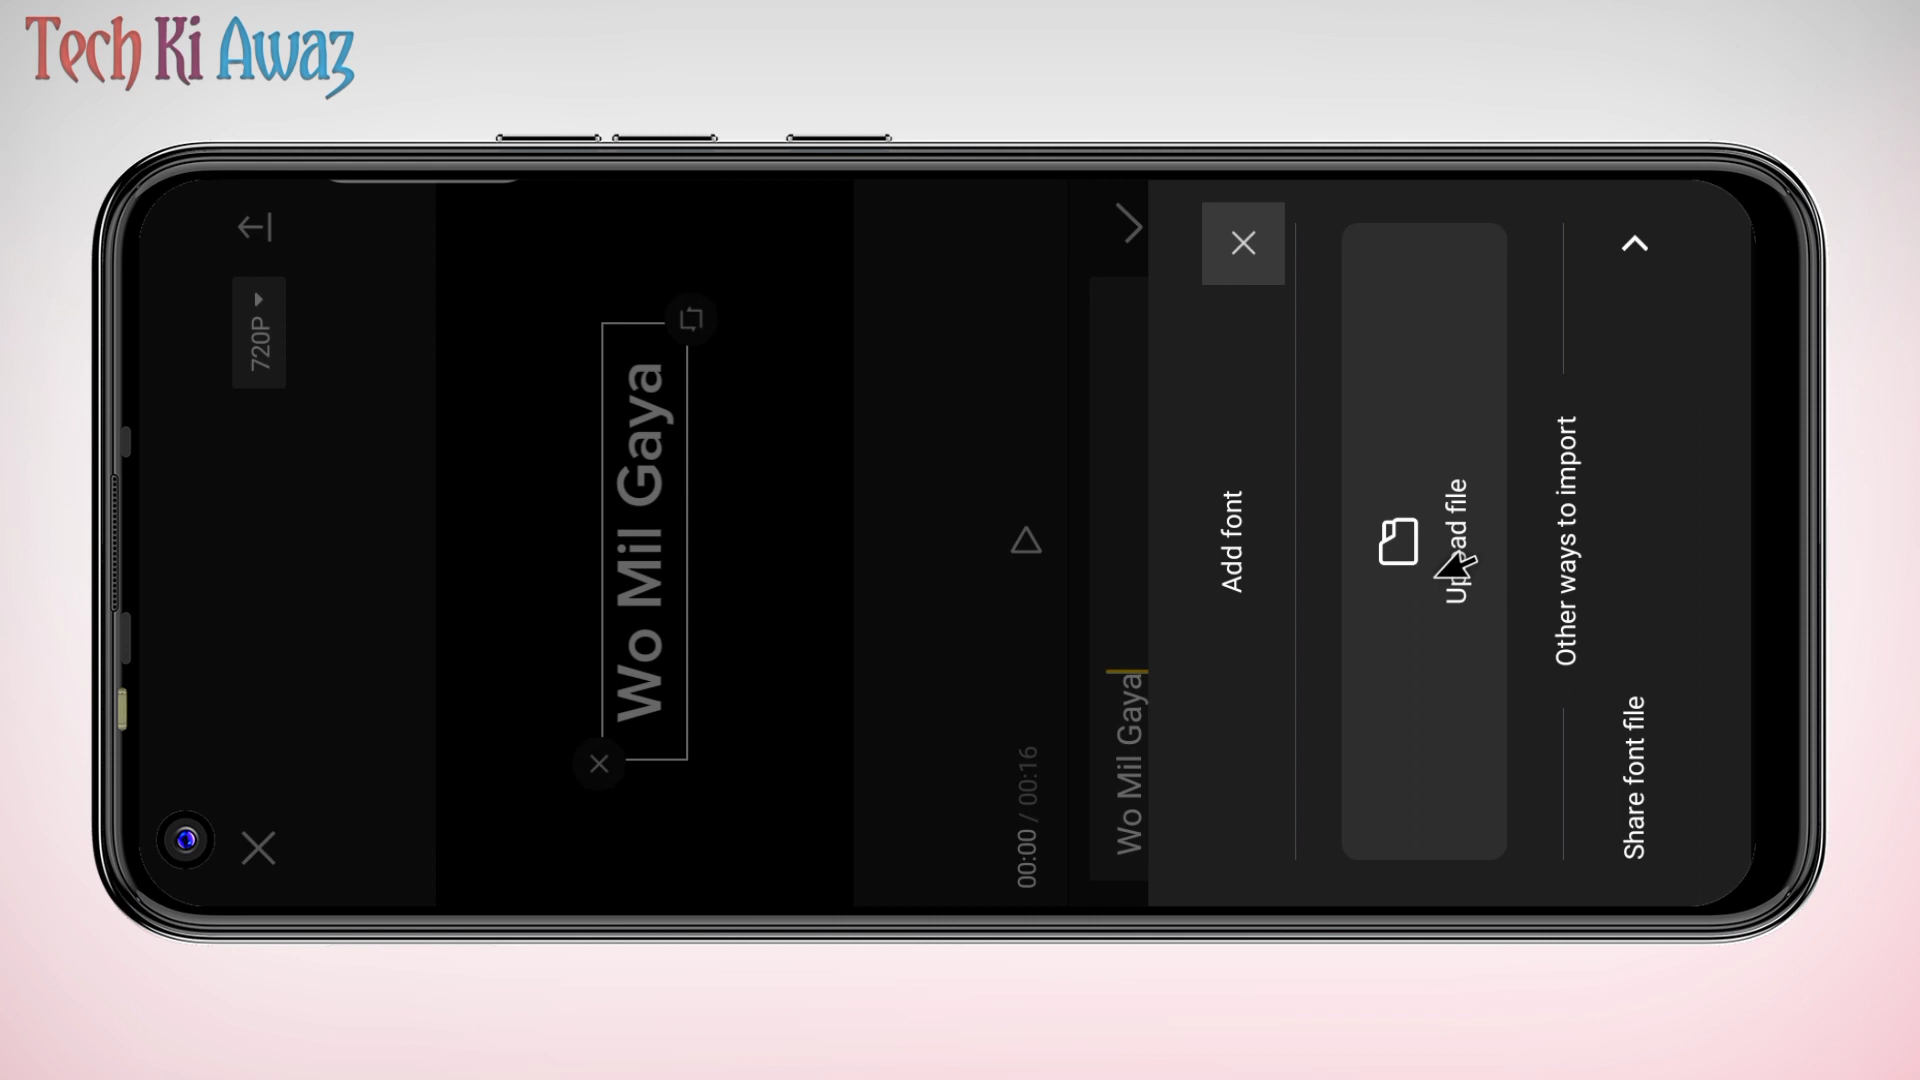 Tech Ki Awaz
720P
Wo Mil Gaya
00:00 / 00:16
Wo Mil Gaya
Add font
Upload file
Other ways to import
Share font file